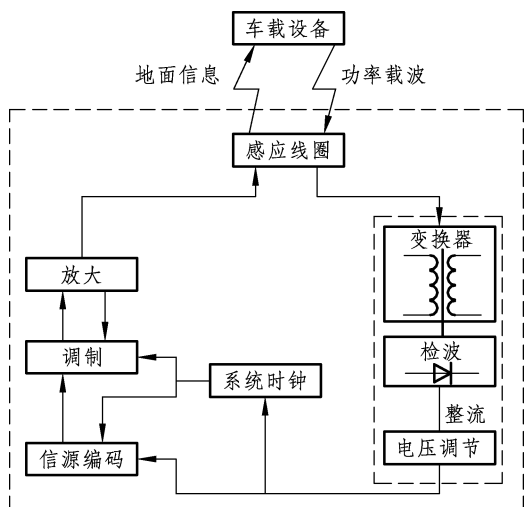 车载设备
地面信息
功率载波
感应线圈
变换器
放大
检波
调制
系统时钟
整流
信源编码
电压调节